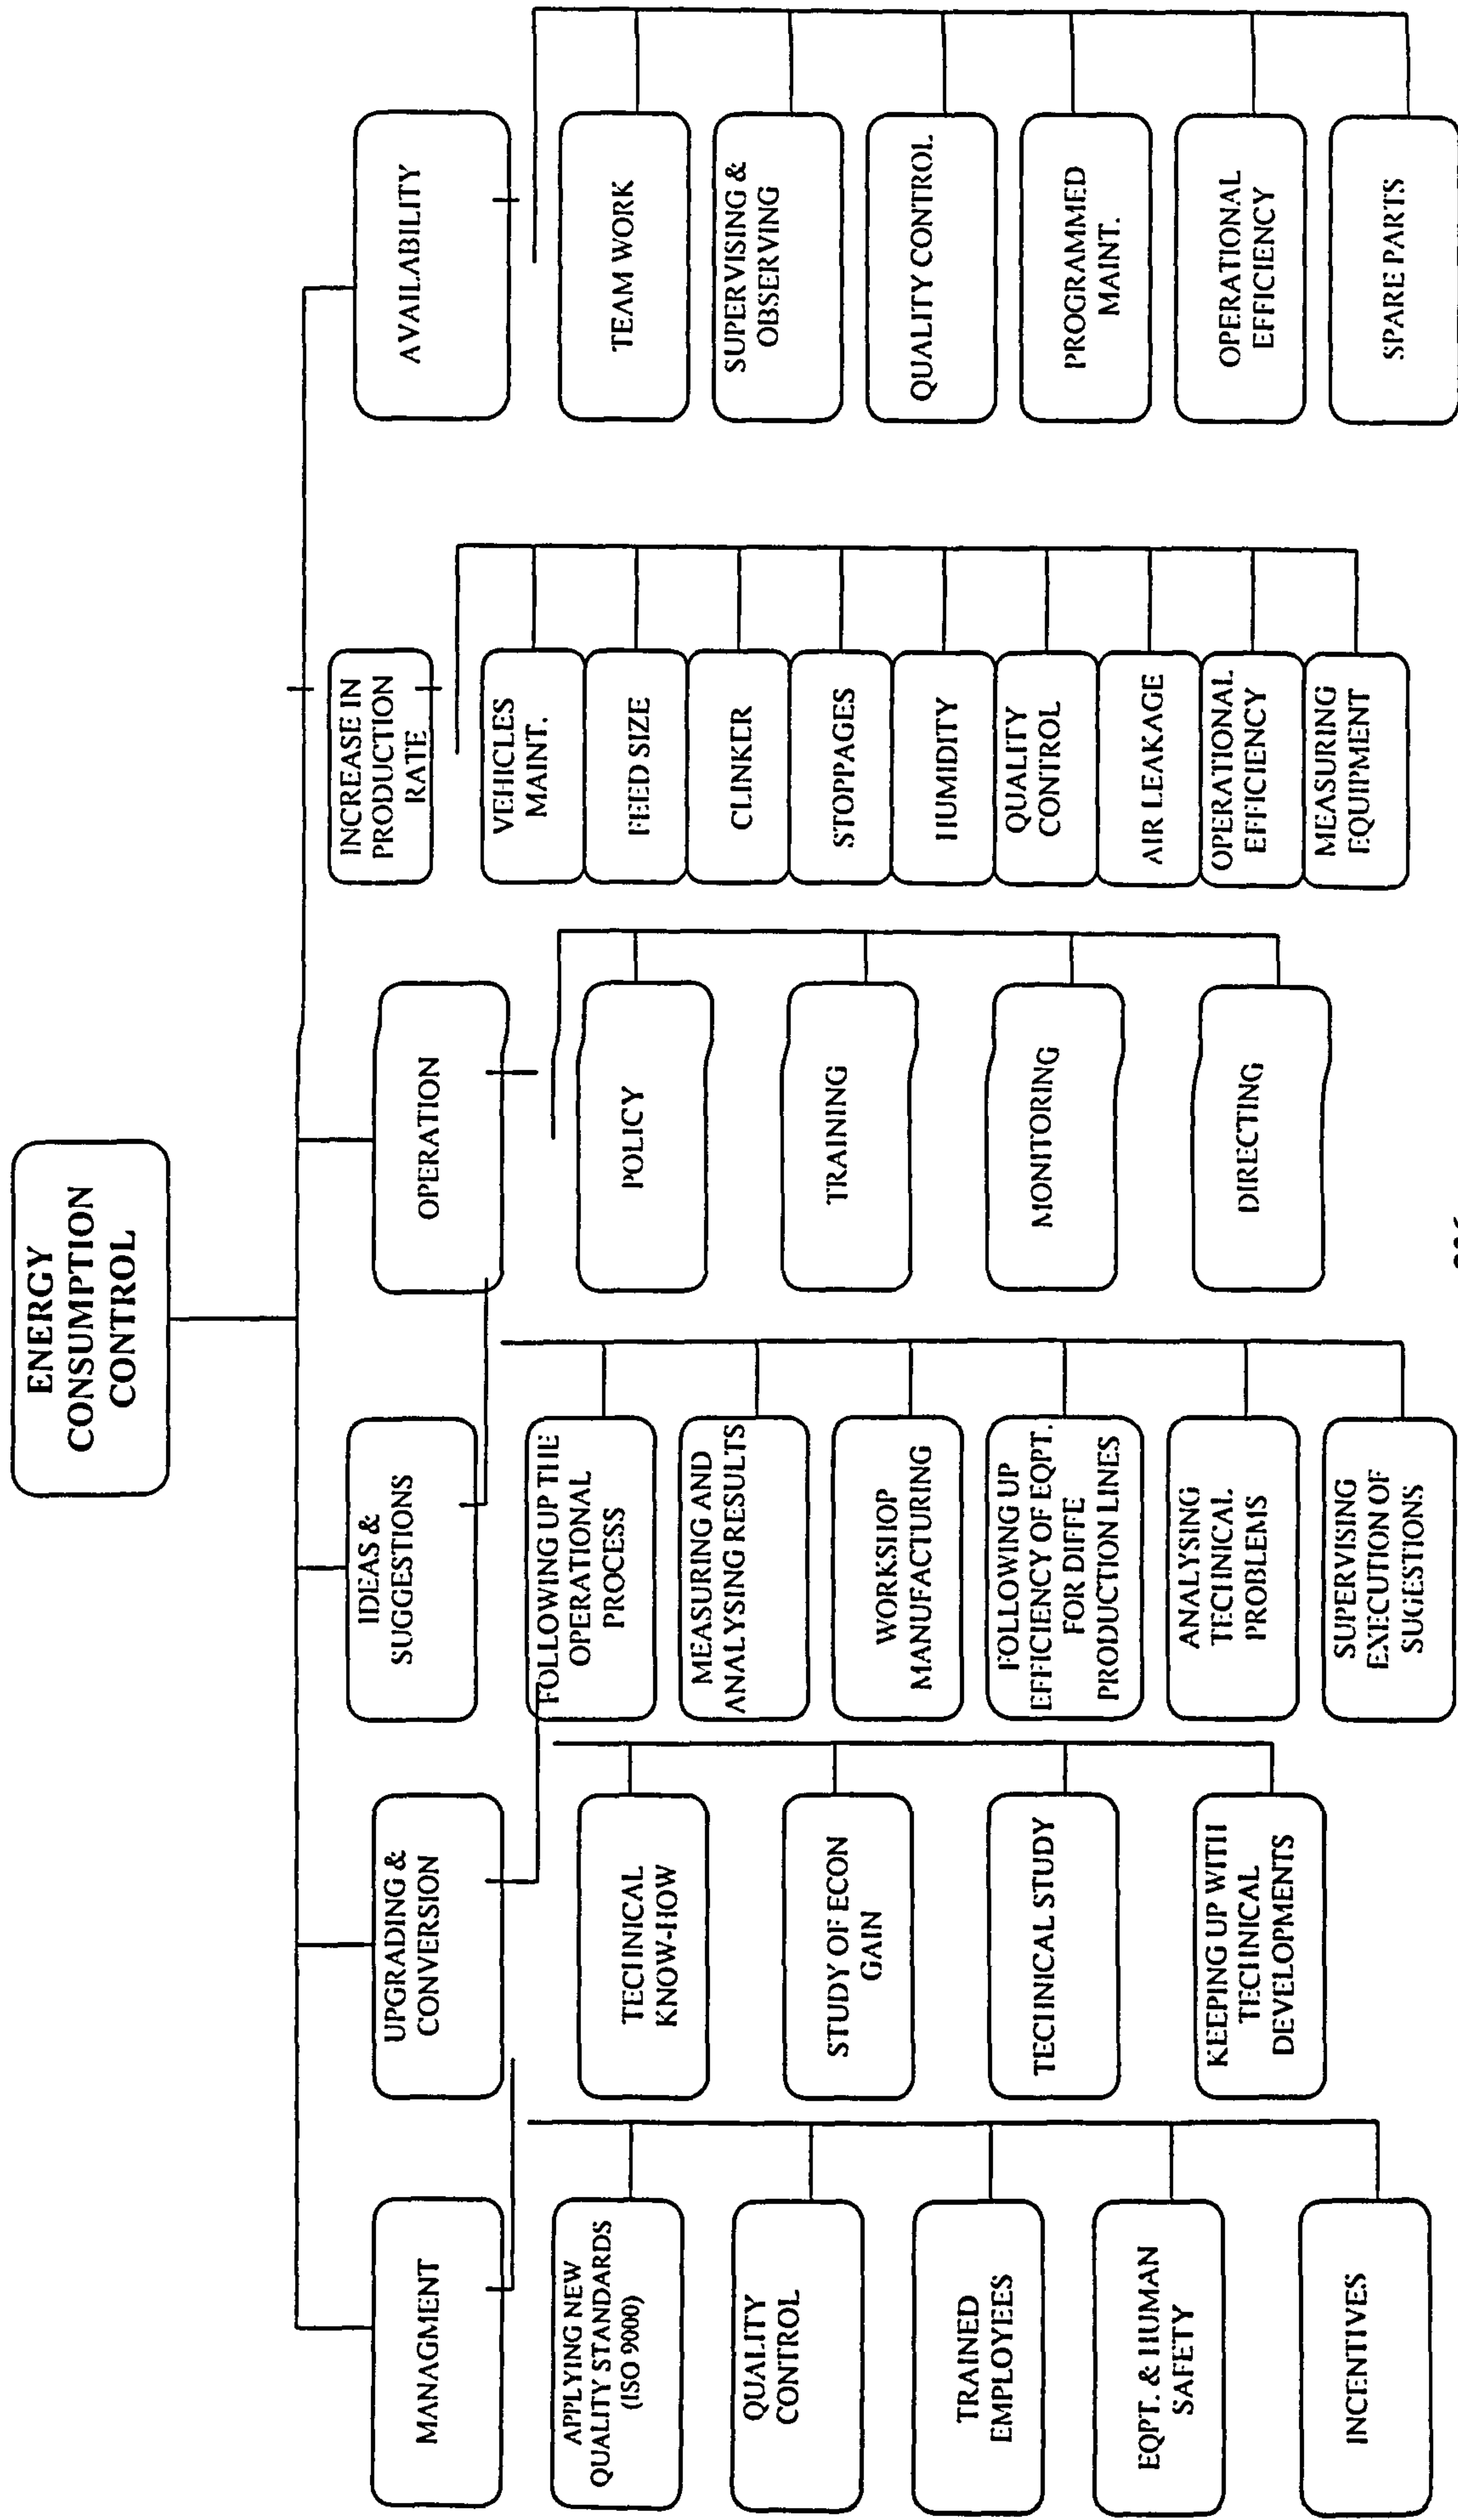 ENERGY
CONSUMPTION
CONTROL
MANAGMENT
APPLYING NEW
QUALITY STANDARDS
(ISO 9000)
QUALITY
CONTROL
TRAINED
EMPLOYEES
EQPT. & HUMAN
SAFETY
INCENTIVES
UPGRADING &
CONVERSION
TECHNICAL
KNOW-HOW
STUDY OF ECON
GAIN
TECHNICAL STUDY
KEEPING UP WITH
TECHNICAL
DEVELOPMENTS
IDEAS &
SUGGESTIONS
FOLLOWING UP THE
OPERATIONAL
PROCESS
MEASURING AND
ANALYSING RESULTS
WORKSHOP
MANUFACTURING
FOLLOWING UP
EFFICIENCY OF EQPT.
FOR DIFFE
PRODUCTION LINES
ANALYSING
TECHNICAL
PROBLEMS
SUPERVISING
EXECUTION OF
SUGESTIONS
OPERATION
POLICY
TRAINING
MONITORING
DIRECTING
INCREASE IN
PRODUCTION
RATE
VEHICLES
MAINT.
FEED SIZE
CLINKER
STOPPAGES
HUMIDITY
QUALITY
CONTROL
AIR LEAKAGE
OPERATIONAL
EFFICIENCY
MEASURING
EQUIPMENT
AVAILABILITY
TEAM WORK
SUPERVISING &
OBSERVING
QUALITY CONTROL
PROGRAMMED
MAINT.
OPERATIONAL
EFFICIENCY
SPARE PARTS